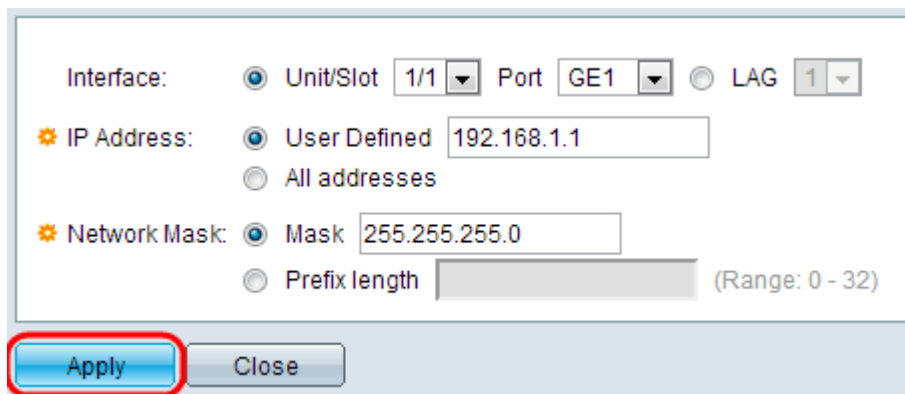 Interface: Unit/Slot 1/1 Port GE1 LAG 1
IP Address: User Defined 192.168.1.1
All addresses
Network Mask: Mask 255.255.255.0
Prefix length (Range: 0 - 32)
Apply Close